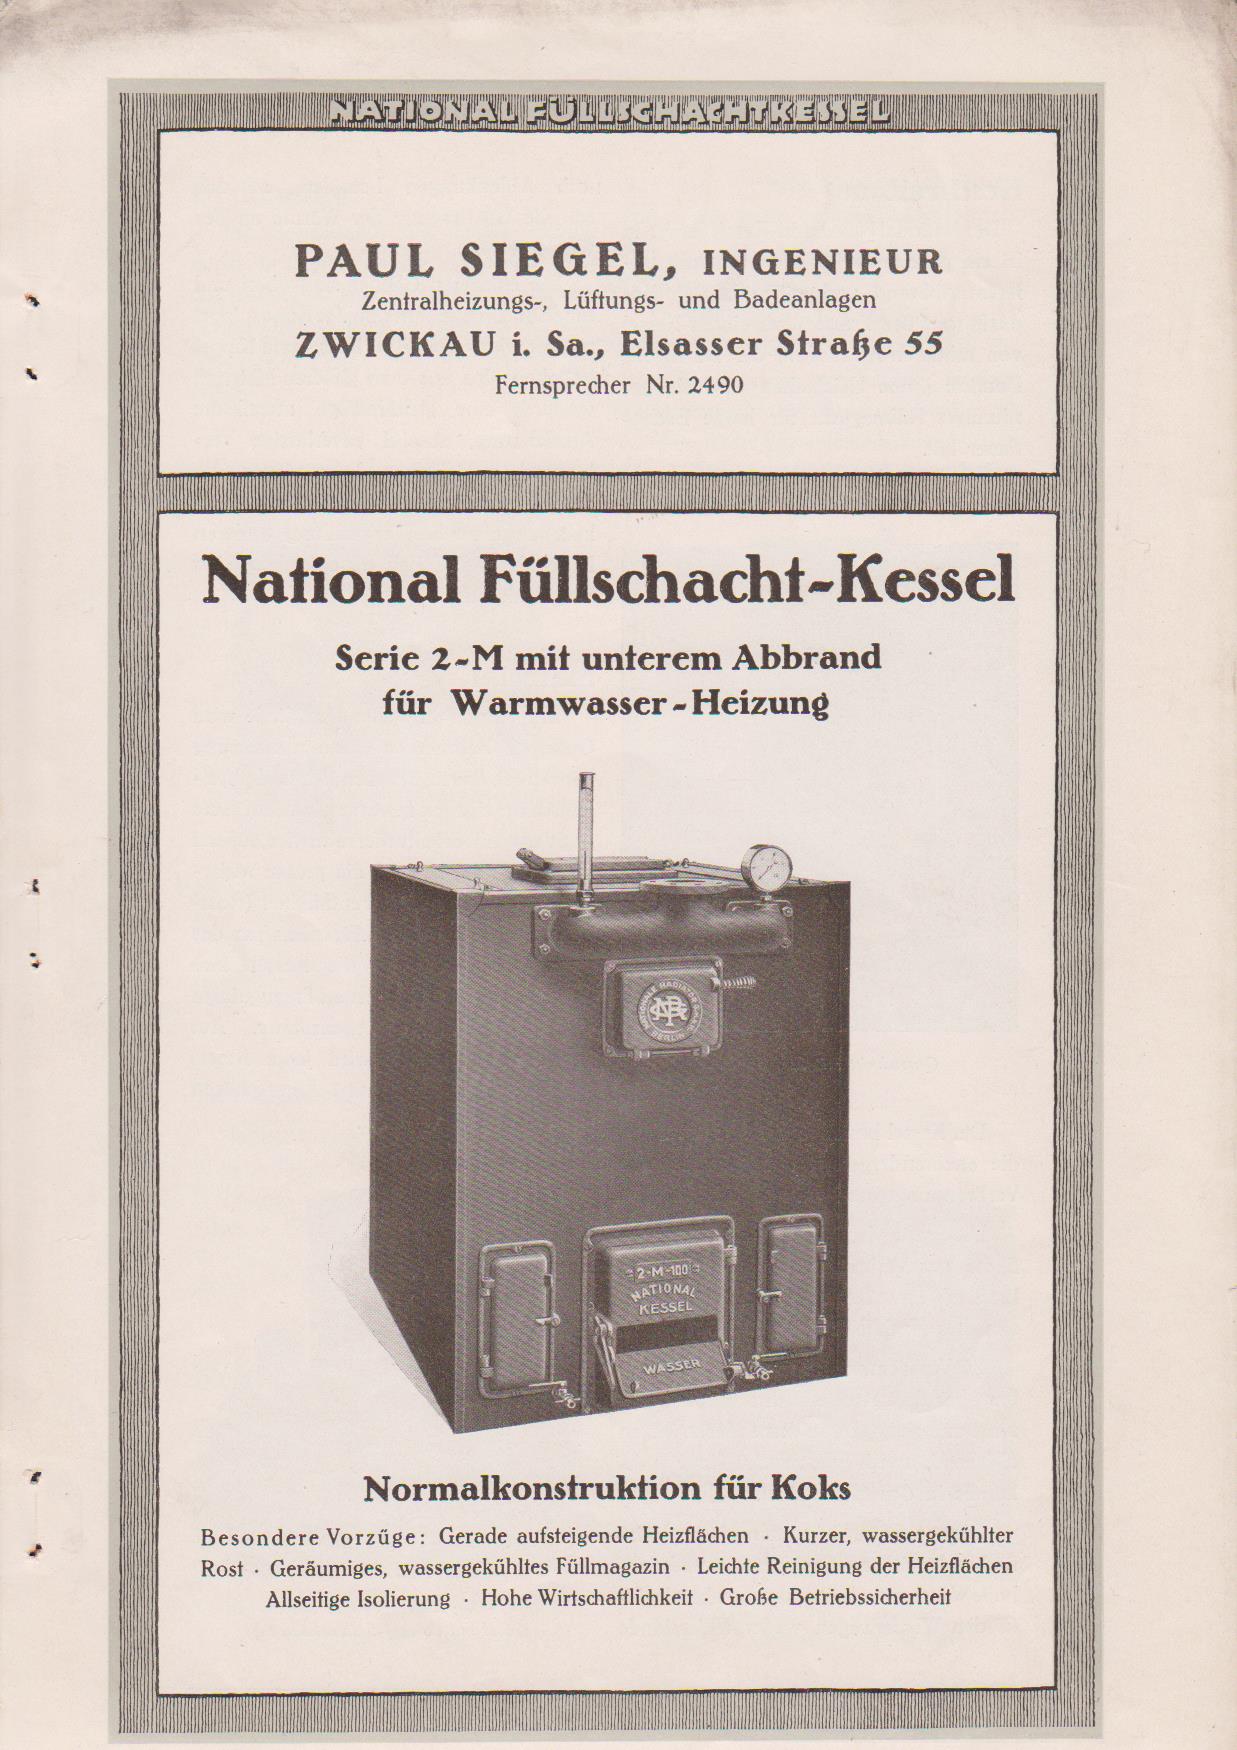 NATIONAL FÜLLSCHACHTKESSEL
PAUL SIEGEL, INGENIEUR
Zentralheizungs-, Lüftungs- und Badeanlagen
ZWICKAU i. Sa., Elsasser Straße 55
Fernsprecher Nr. 2490
National Füllschacht-Kessel
Serie 2-M mit unterem Abbrand
für Warmwasser-Heizung
NATIONALE RADIATOR
BERLIN
2-M-100
NATIONAL
KESSEL
WASSER
Normalkonstruktion für Koks
Besondere Vorzüge: Gerade aufsteigende Heizflächen · Kurzer, wassergekühlter
Rost · Geräumiges, wassergekühltes Füllmagazin · Leichte Reinigung der Heizflächen
Allseitige Isolierung · Hohe Wirtschaftlichkeit · Große Betriebssicherheit